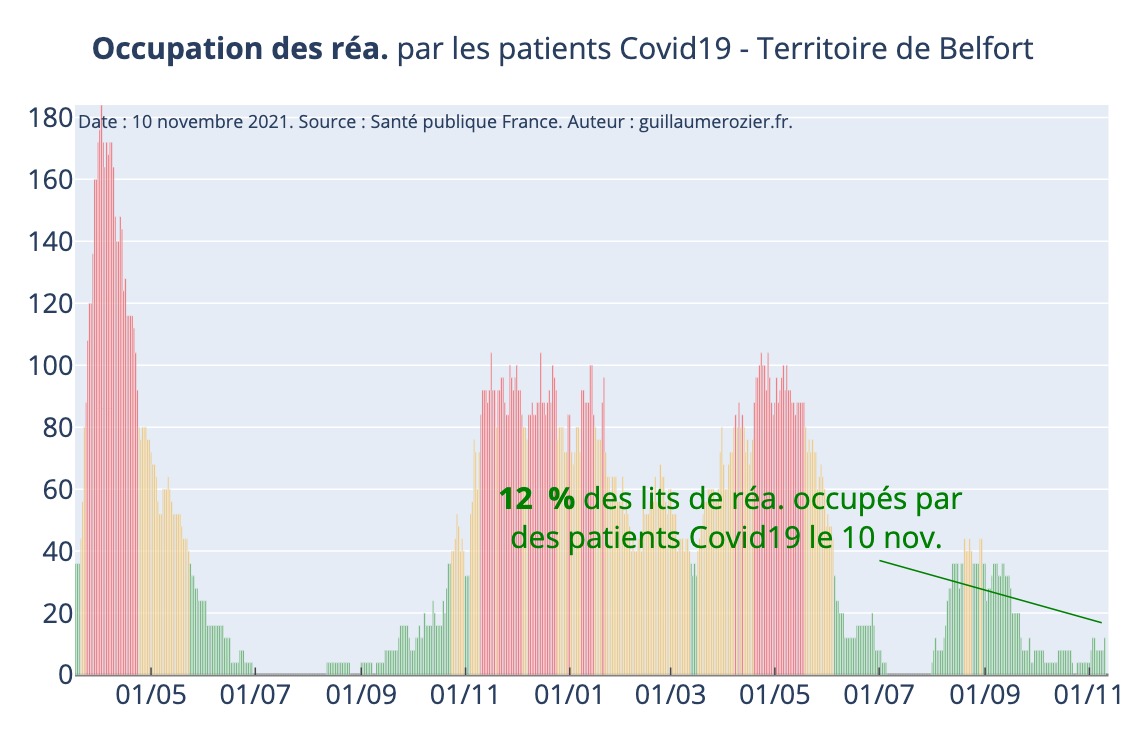 Occupation des réa. par les patients Covid19 - Territoire de Belfort
180
Date : 10 novembre 2021. Source : Santé publique France. Auteur : guillaumerozier.fr.
160
140
120
100
80
60
12 % des lits de réa. occupés par
des patients Covid19 le 10 nov.
40
20
0
01/05 01/07 01/09 01/11 01/01 01/03 01/05 01/07 01/09 01/11